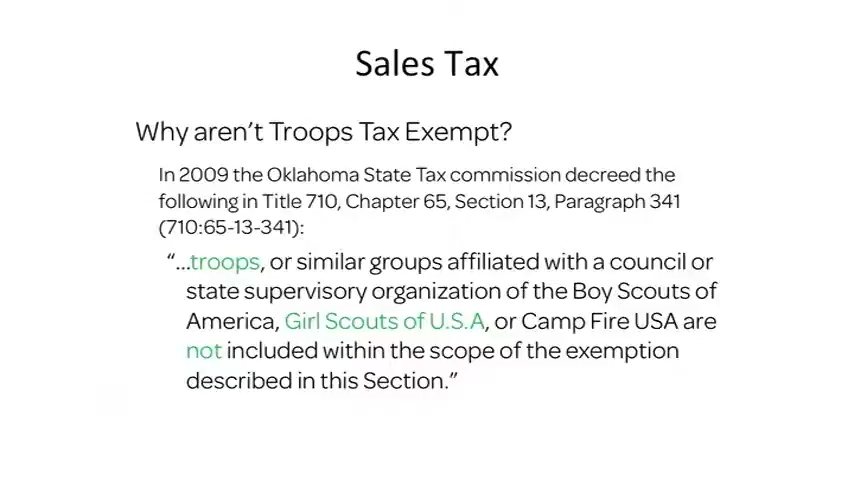 Sales Tax
Why aren’t Troops Tax Exempt?
In 2009 the Oklahoma State Tax commission decreed the
following in Title 710, Chapter 65, Section 13, Paragraph 341
(710:65-13-341):
“...troops, or similar groups affiliated with a council or
state supervisory organization of the Boy Scouts of
America, Girl Scouts of U.S.A, or Camp Fire USA are
not included within the scope of the exemption
described in this Section.”